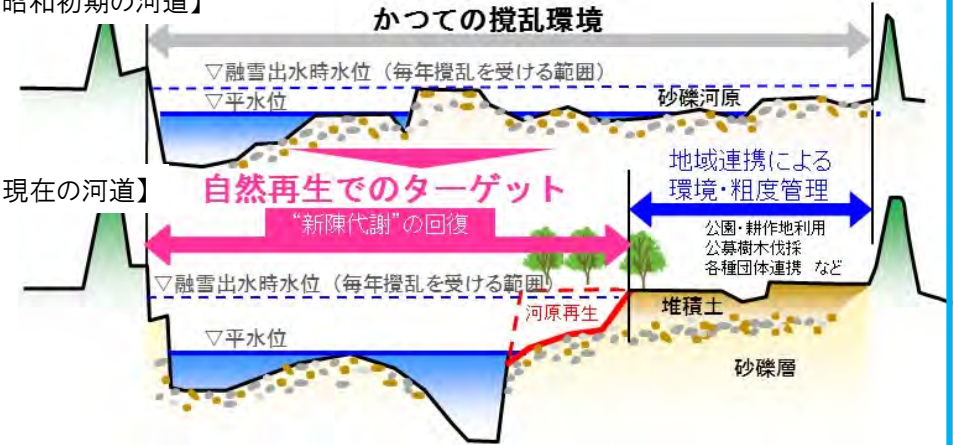 昭和初期の河道】
かつての撹乱環境
▽融雪出水時水位（毎年攪乱を受ける範囲）
▽平水位
砂礫河原
現在の河道】
自然再生でのターゲット
“新陳代謝”の回復
地域連携による
環境・粗度管理
公園・耕作地利用
公募樹木伐採
各種団体連携 など
▽融雪出水時水位（毎年攪乱を受ける範囲）
河原再生
堆積土
▽平水位
砂礫層